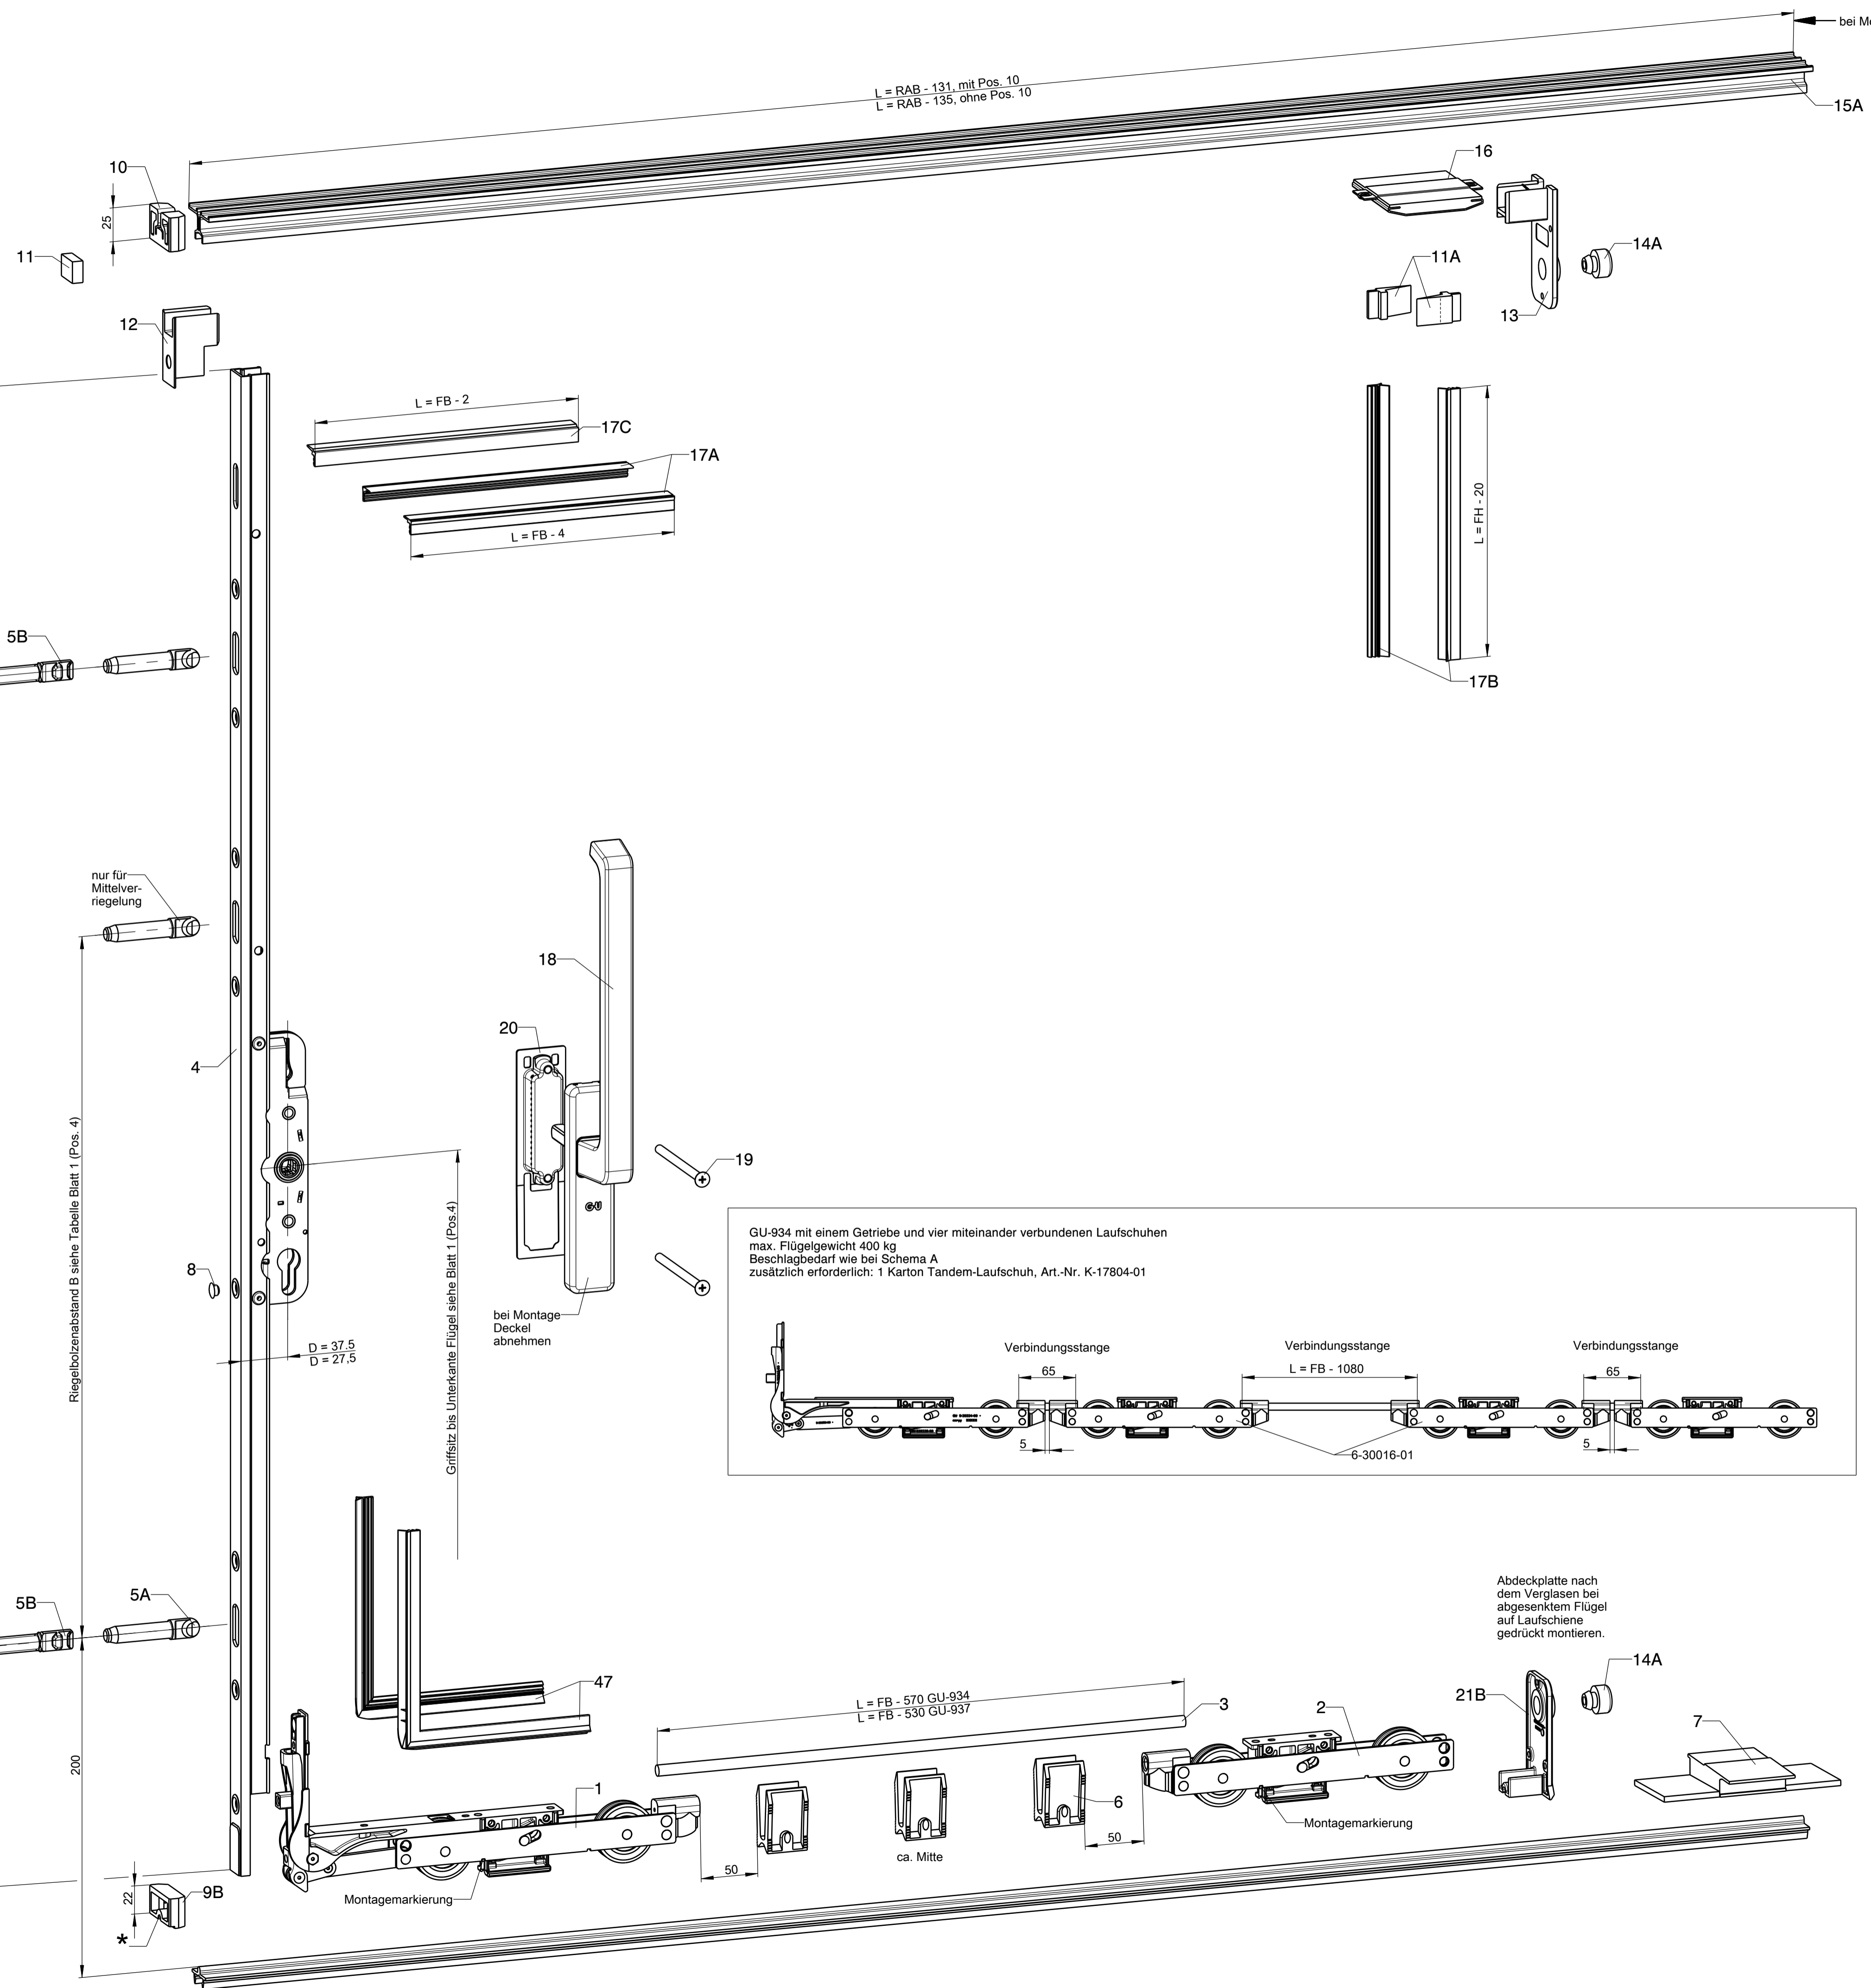 bei Mo
L = RAB - 131, mit Pos. 10
L = RAB - 135, ohne Pos. 10
15A
10
25
16
11
11A
14A
13
12
L = FB - 2
17C
17A
L = FB - 4
L = FH - 20
17B
5B
nur für
Mittelver-
riegelung
18
20
4
Riegelbolzenabstand B siehe Tabelle Blatt 1 (Pos. 4)
Griffsitz bis Unterkante Flügel siehe Blatt 1 (Pos.4)
19
GU
8
bei Montage
Deckel
abnehmen
D = 37.5
D = 27,5
GU-934 mit einem Getriebe und vier miteinander verbundenen Laufschuhen
max. Flügelgewicht 400 kg
Beschlagbedarf wie bei Schema A
zusätzlich erforderlich: 1 Karton Tandem-Laufschuh, Art.-Nr. K-17804-01
Verbindungsstange
Verbindungsstange
Verbindungsstange
65
L = FB - 1080
65
5
6-30016-01
5
5B
5A
47
200
Abdeckplatte nach
dem Verglasen bei
abgesenktem Flügel
auf Laufschiene
gedrückt montieren.
14A
21B
7
L = FB - 570 GU-934
L = FB - 530 GU-937
3
2
1
6
Montagemarkierung
50
ca. Mitte
50
Montagemarkierung
22
9B
*